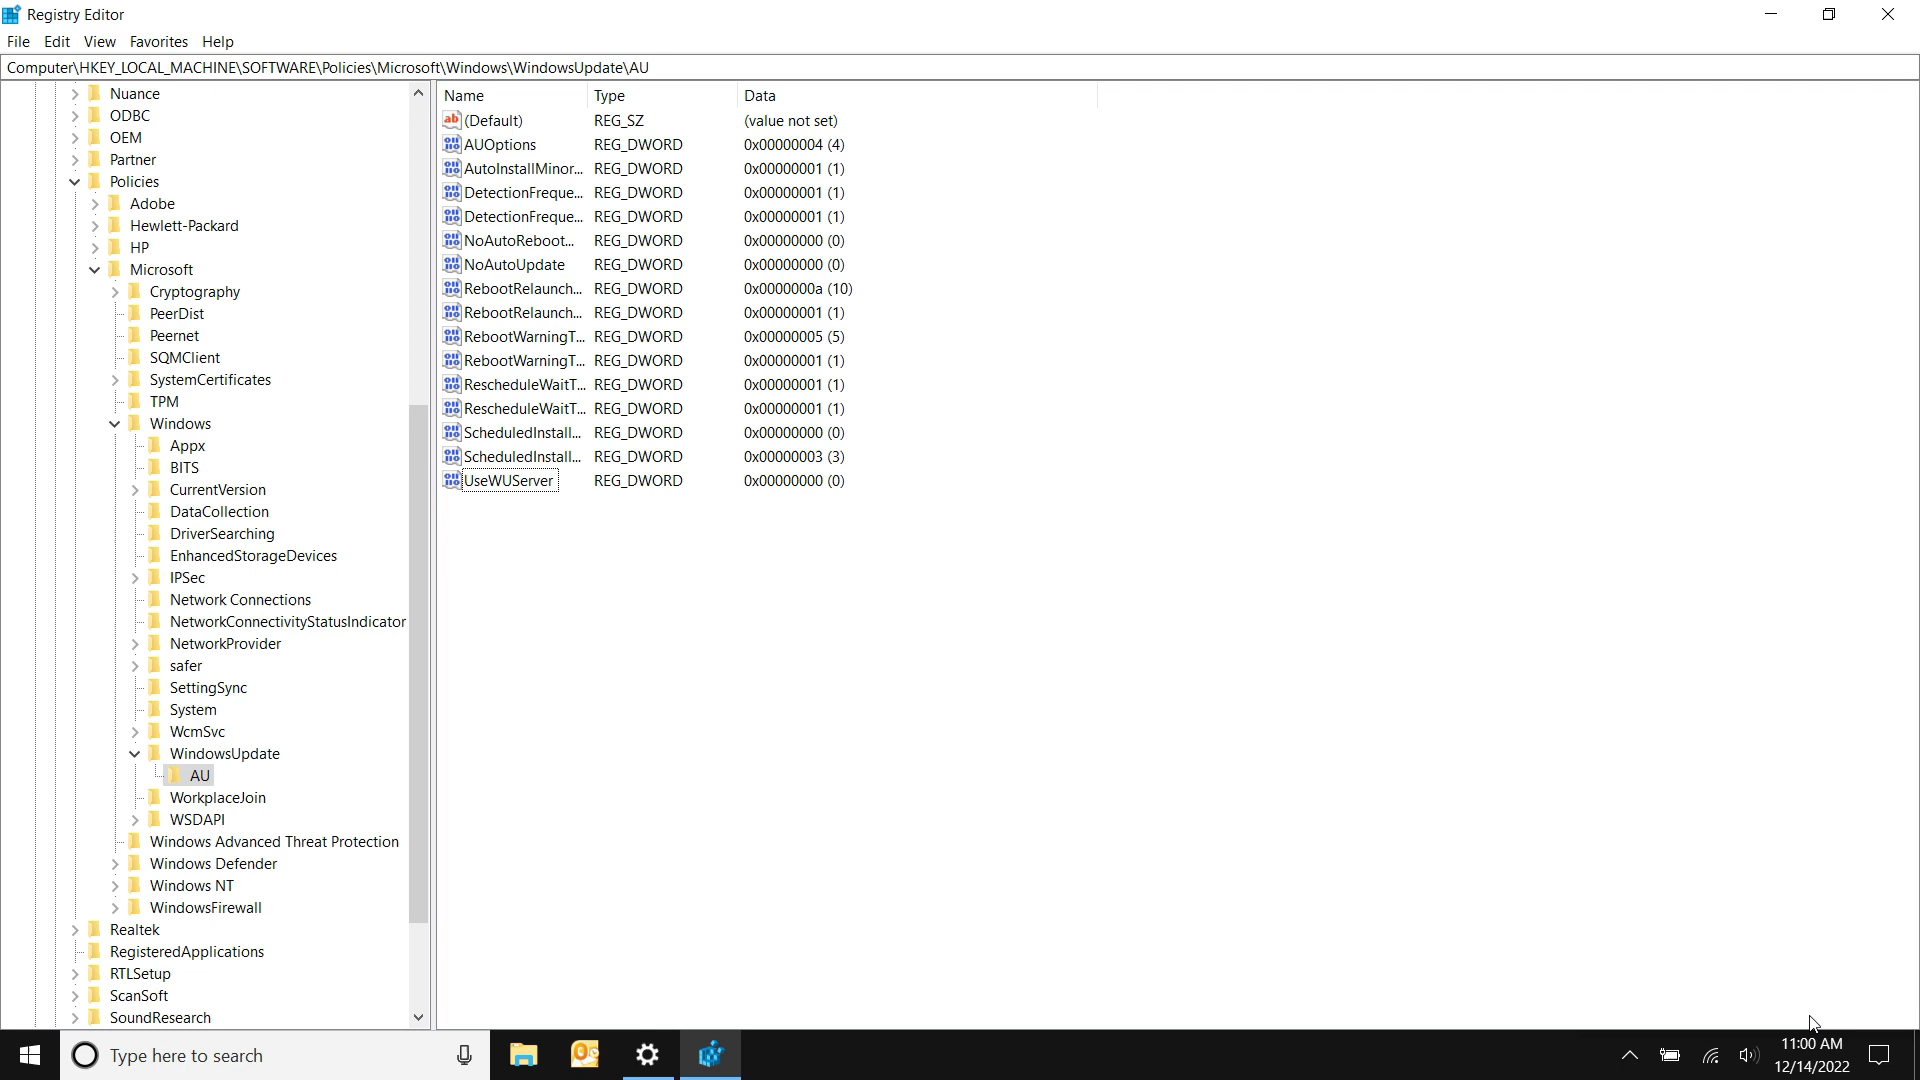 Registry Editor
File Edit View Favorites Help
Computer\HKEY_LOCAL_MACHINE\SOFTWARE\Policies\Microsoft\Windows\WindowsUpdate\AU
Nuance
ODBC
OEM
Partner
Policies
Adobe
Hewlett-Packard
HP
Microsoft
Cryptography
PeerDist
Peernet
SQMClient
SystemCertificates
TPM
Windows
Appx
BITS
CurrentVersion
DataCollection
DriverSearching
EnhancedStorageDevices
IPSec
Network Connections
NetworkConnectivityStatusIndicator
NetworkProvider
safer
SettingSync
System
WcmSvc
WindowsUpdate
AU
WorkplaceJoin
WSDAPI
Windows Advanced Threat Protection
Windows Defender
Windows NT
WindowsFirewall
Realtek
RegisteredApplications
RTLSetup
ScanSoft
SoundResearch
Name Type Data
(Default) REG_SZ (value not set)
AUOptions REG_DWORD 0x00000004 (4)
AutoInstallMinor... REG_DWORD 0x00000001 (1)
DetectionFreque... REG_DWORD 0x00000001 (1)
DetectionFreque... REG_DWORD 0x00000001 (1)
NoAutoReboot... REG_DWORD 0x00000000 (0)
NoAutoUpdate REG_DWORD 0x00000000 (0)
RebootRelaunch... REG_DWORD 0x0000000a (10)
RebootRelaunch... REG_DWORD 0x00000001 (1)
RebootWarningT... REG_DWORD 0x00000005 (5)
RebootWarningT... REG_DWORD 0x00000001 (1)
RescheduleWaitT... REG_DWORD 0x00000001 (1)
RescheduleWaitT... REG_DWORD 0x00000001 (1)
ScheduledInstall... REG_DWORD 0x00000000 (0)
ScheduledInstall... REG_DWORD 0x00000003 (3)
UseWUServer REG_DWORD 0x00000000 (0)
Type here to search
11:00 AM
12/14/2022